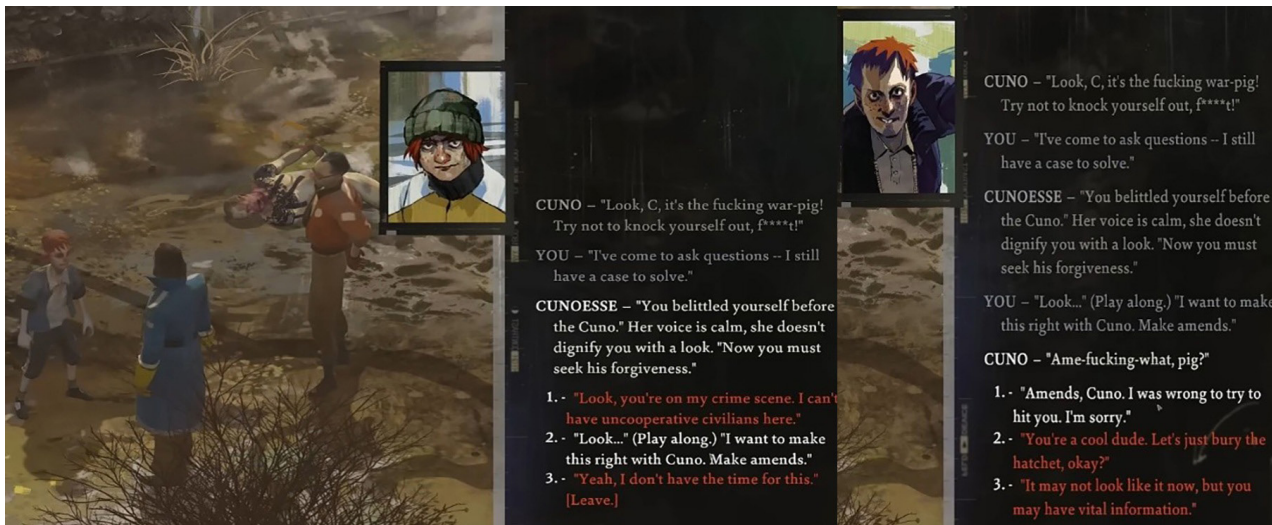 CUNO – "Look, C, it's the fucking war-pig!
Try not to knock yourself out, f****t!"
YOU – "I've come to ask questions -- I still
have a case to solve."
CUNOESSE – "You belittled yourself before
the Cuno." Her voice is calm, she doesn't
dignify you with a look. "Now you must
seek his forgiveness."
1. - "Look, you're on my crime scene. I can't
have uncooperative civilians here."
2. - "Look..." (Play along.) "I want to make
this right with Cuno. Make amends."
3. - "Yeah, I don't have the time for this."
[Leave.]
CUNO – "Look, C, it's the fucking war-pig!
Try not to knock yourself out, f****t!"
YOU – "I've come to ask questions -- I still
have a case to solve."
CUNOESSE – "You belittled yourself before
the Cuno." Her voice is calm, she doesn't
dignify you with a look. "Now you must
seek his forgiveness."
YOU – "Look..." (Play along.) "I want to make
this right with Cuno. Make amends."
CUNO – "Ame-fucking-what, pig?"
1. - "Amends, Cuno. I was wrong to try to
hit you. I'm sorry."
2. - "You're a cool dude. Let's just bury the
hatchet, okay?"
3. - "It may not look like it now, but you
may have vital information."